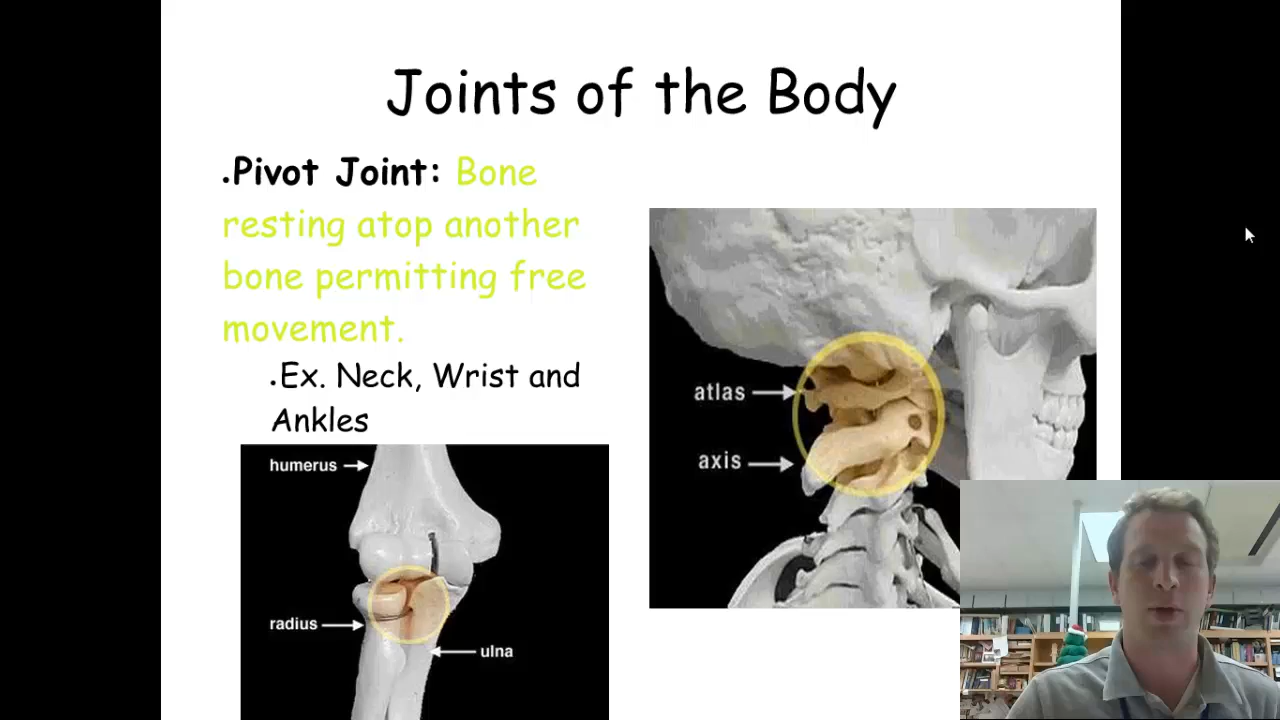 Joints of the Body
.Pivot Joint: Bone
resting atop another
bone permitting free
movement.
.Ex. Neck, Wrist and
Ankles
humerus
radius
ulna
atlas
axis